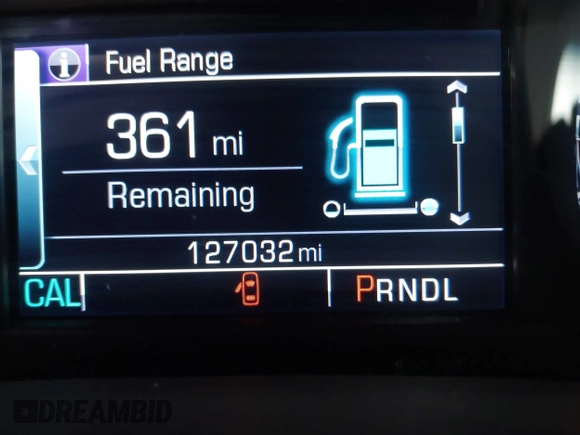 Fuel Range
361 mi
Remaining
127032 mi
CAL PRNDL
DREAMBID